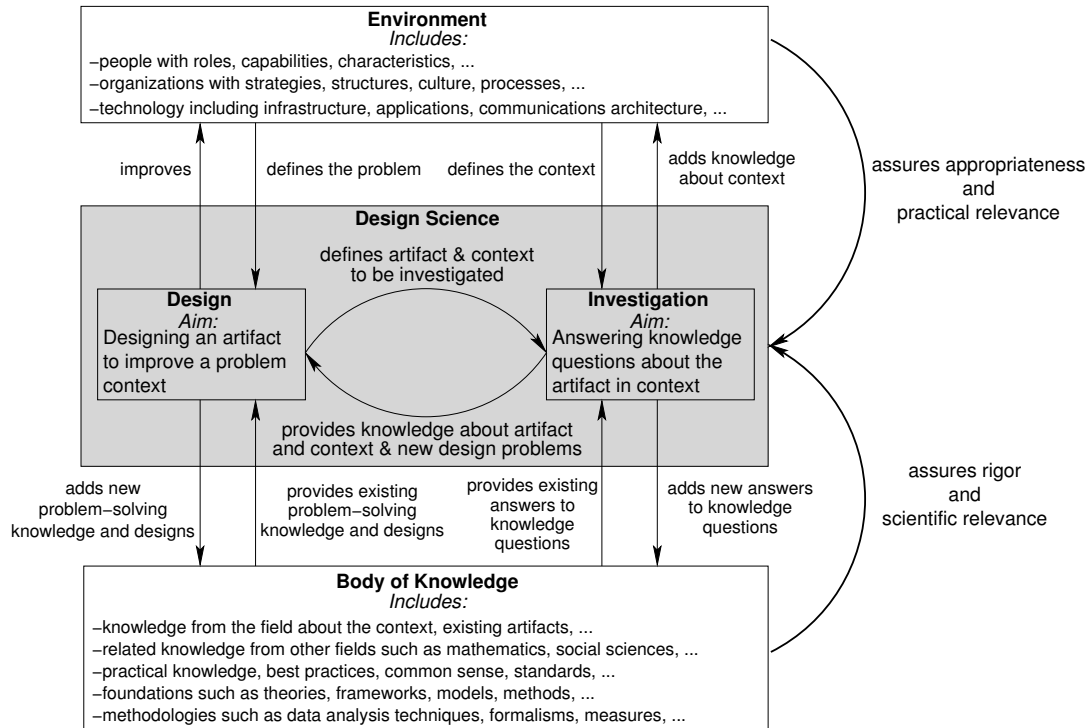 Environment
Includes:
−people with roles, capabilities, characteristics, ...
−organizations with strategies, structures, culture, processes, ...
−technology including infrastructure, applications, communications architecture, ...
improves
defines the problem
defines the context
adds knowledge
about context
assures appropriateness
and
practical relevance
Design Science
defines artifact & context
to be investigated
Design
Aim:
Designing an artifact
to improve a problem
context
Investigation
Aim:
Answering knowledge
questions about the
artifact in context
provides knowledge about artifact
and context & new design problems
adds new
problem−solving
knowledge and designs
provides existing
problem−solving
knowledge and designs
provides existing
answers to
knowledge
questions
adds new answers
to knowledge
questions
assures rigor
and
scientific relevance
Body of Knowledge
Includes:
−knowledge from the field about the context, existing artifacts, ...
−related knowledge from other fields such as mathematics, social sciences, ...
−practical knowledge, best practices, common sense, standards, ...
−foundations such as theories, frameworks, models, methods, ...
−methodologies such as data analysis techniques, formalisms, measures, ...